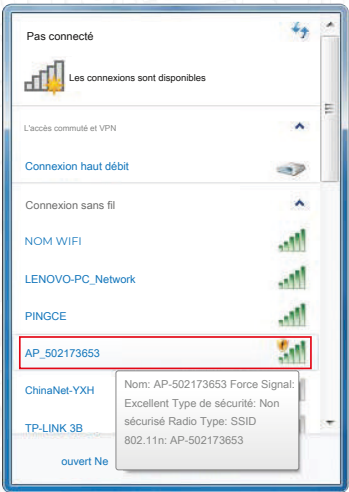 Pas connecté
Les connexions sont disponibles
L'accès commuté et VPN
Connexion haut débit
Connexion sans fil
NOM WIFI
LENOVO-PC_Network
PINGCE
AP_502173653
ChinaNet-YXH
TP-LINK 3B
Nom: AP-502173653 Force Signal:
Excellent Type de sécurité: Non
sécurisé Radio Type: SSID
802.11n: AP-502173653
ouvert Ne